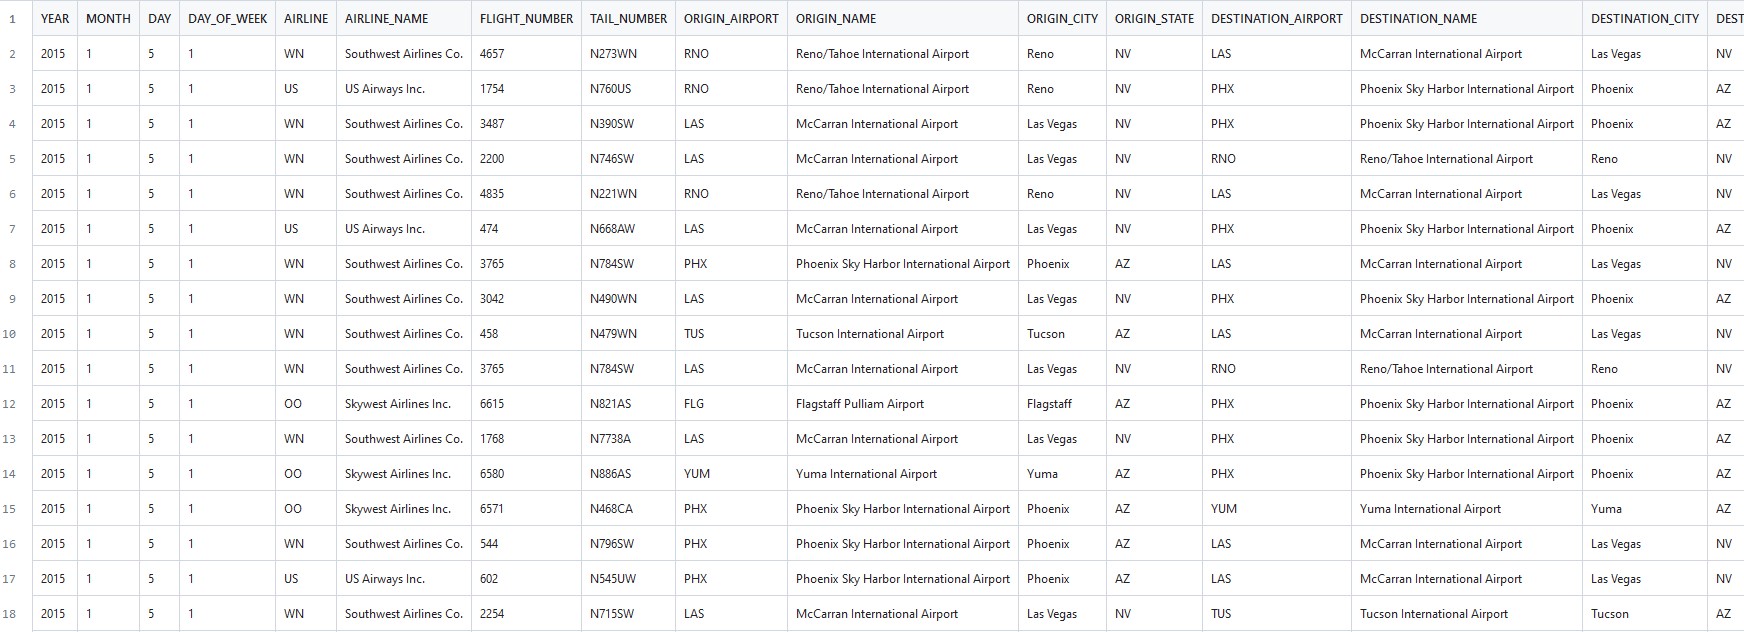 1 YEAR MONTH DAY DAY_OF_WEEK AIRLINE AIRLINE_NAME FLIGHT_NUMBER TAIL_NUMBER ORIGIN_AIRPORT ORIGIN_NAME ORIGIN_CITY ORIGIN_STATE DESTINATION_AIRPORT DESTINATION_NAME DESTINATION_CITY DEST
2 2015 1 5 1 WN Southwest Airlines Co. 4657 N273WN RNO Reno/Tahoe International Airport Reno NV LAS McCarran International Airport Las Vegas NV
3 2015 1 5 1 US US Airways Inc. 1754 N760US RNO Reno/Tahoe International Airport Reno NV PHX Phoenix Sky Harbor International Airport Phoenix AZ
4 2015 1 5 1 WN Southwest Airlines Co. 3487 N390SW LAS McCarran International Airport Las Vegas NV PHX Phoenix Sky Harbor International Airport Phoenix AZ
5 2015 1 5 1 WN Southwest Airlines Co. 2200 N746SW LAS McCarran International Airport Las Vegas NV RNO Reno/Tahoe International Airport Reno NV
6 2015 1 5 1 WN Southwest Airlines Co. 4835 N221WN RNO Reno/Tahoe International Airport Reno NV LAS McCarran International Airport Las Vegas NV
7 2015 1 5 1 US US Airways Inc. 474 N668AW LAS McCarran International Airport Las Vegas NV PHX Phoenix Sky Harbor International Airport Phoenix AZ
8 2015 1 5 1 WN Southwest Airlines Co. 3765 N784SW PHX Phoenix Sky Harbor International Airport Phoenix AZ LAS McCarran International Airport Las Vegas NV
9 2015 1 5 1 WN Southwest Airlines Co. 3042 N490WN LAS McCarran International Airport Las Vegas NV PHX Phoenix Sky Harbor International Airport Phoenix AZ
10 2015 1 5 1 WN Southwest Airlines Co. 458 N479WN TUS Tucson International Airport Tucson AZ LAS McCarran International Airport Las Vegas NV
11 2015 1 5 1 WN Southwest Airlines Co. 3765 N784SW LAS McCarran International Airport Las Vegas NV RNO Reno/Tahoe International Airport Reno NV
12 2015 1 5 1 OO Skywest Airlines Inc. 6615 N821AS FLG Flagstaff Pulliam Airport Flagstaff AZ PHX Phoenix Sky Harbor International Airport Phoenix AZ
13 2015 1 5 1 WN Southwest Airlines Co. 1768 N7738A LAS McCarran International Airport Las Vegas NV PHX Phoenix Sky Harbor International Airport Phoenix AZ
14 2015 1 5 1 OO Skywest Airlines Inc. 6580 N886AS YUM Yuma International Airport Yuma AZ PHX Phoenix Sky Harbor International Airport Phoenix AZ
15 2015 1 5 1 OO Skywest Airlines Inc. 6571 N468CA PHX Phoenix Sky Harbor International Airport Phoenix AZ YUM Yuma International Airport Yuma AZ
16 2015 1 5 1 WN Southwest Airlines Co. 544 N796SW PHX Phoenix Sky Harbor International Airport Phoenix AZ LAS McCarran International Airport Las Vegas NV
17 2015 1 5 1 US US Airways Inc. 602 N545UW PHX Phoenix Sky Harbor International Airport Phoenix AZ LAS McCarran International Airport Las Vegas NV
18 2015 1 5 1 WN Southwest Airlines Co. 2254 N715SW LAS McCarran International Airport Las Vegas NV TUS Tucson International Airport Tucson AZ